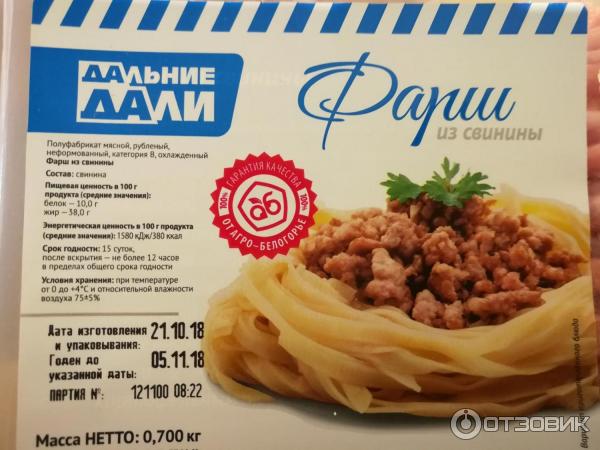 ДАЛЬНИЕ
ДАЛИ
Фарш
из свинины
Полуфабрикат мясной, рубленый,
неформованный, категория В, охлажденный
Фарш из свинины
Состав: свинина
Пищевая ценность в 100 г
продукта (средние значения):
белок – 10,0 г
жир – 38,0 г
Энергетическая ценность в 100 г продукта
(средние значения): 1580 кДж/380 ккал
Срок годности: 15 суток,
после вскрытия — не более 12 часов
в пределах общего срока годности
Условия хранения: при температуре
от 0 до +4°С и относительной влажности
воздуха 75±5%
ГАРАНТИЯ КАЧЕСТВА
100%
аб
100%
ОТ АГРО-БЕЛОГОРЬЕ
Дата изготовления 21.10.18
и упаковывания:
Годен до 05.11.18
указанной даты:
ПАРТИЯ №: 121100 08:22
Масса НЕТТО: 0,700 кг
блюда
ОТЗОВИК